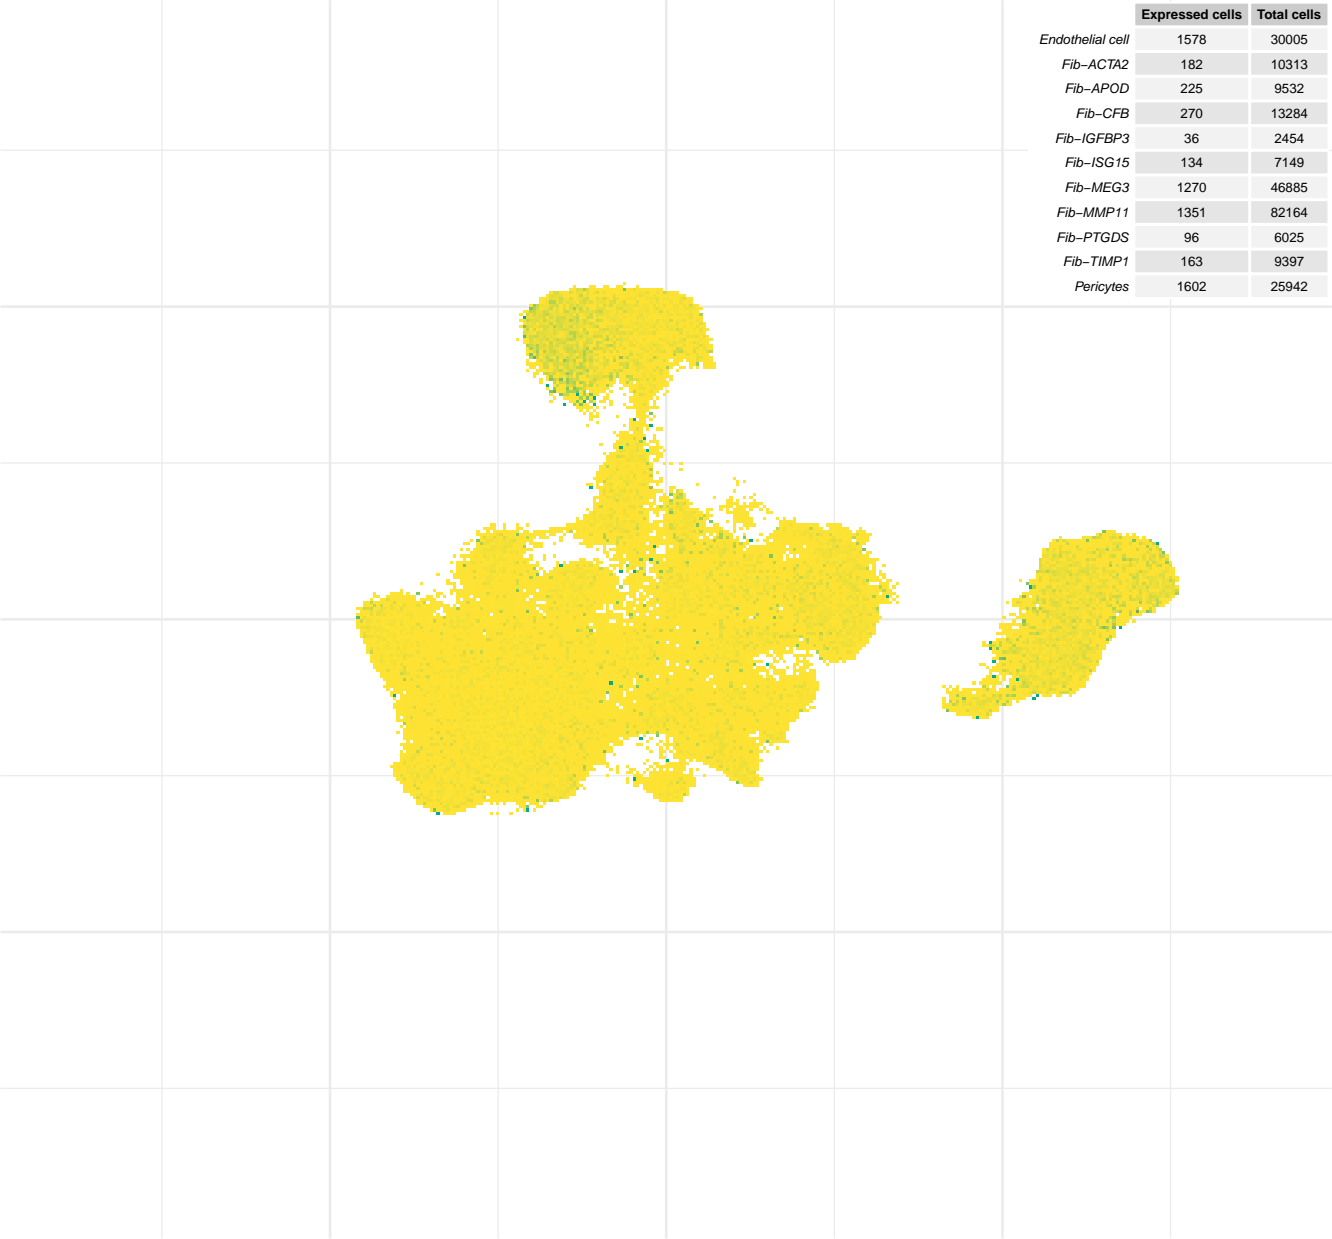 Expressed cells Total cells
Endothelial cell 1578 30005
Fib−ACTA2 182 10313
Fib−APOD 225 9532
Fib−CFB 270 13284
Fib−IGFBP3 36 2454
Fib−ISG15 134 7149
Fib−MEG3 1270 46885
Fib−MMP11 1351 82164
Fib−PTGDS 96 6025
Fib−TIMP1 163 9397
Pericytes 1602 25942